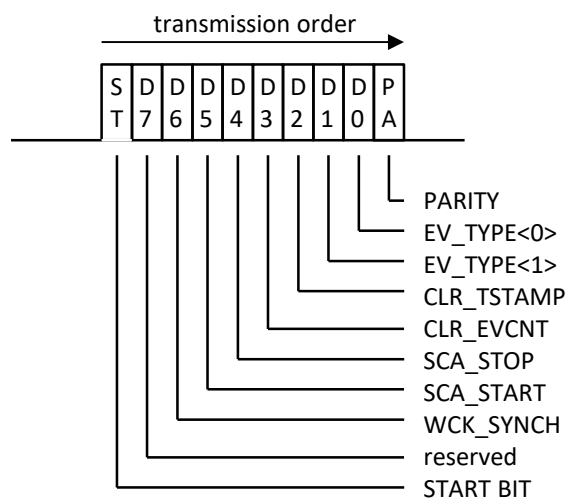 transmission order
S D D D D D D D D P
T 7 6 5 4 3 2 1 0 A
PARITY
EV_TYPE<0>
EV_TYPE<1>
CLR_TSTAMP
CLR_EVCNT
SCA_STOP
SCA_START
WCK_SYNCH
reserved
START BIT